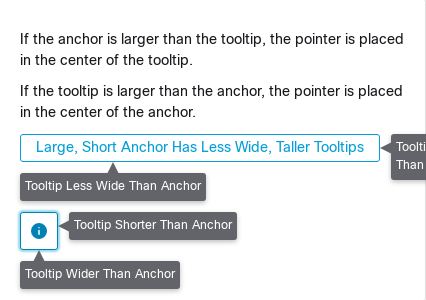 If the anchor is larger than the tooltip, the pointer is placed
in the center of the tooltip.
If the tooltip is larger than the anchor, the pointer is placed
in the center of the anchor.
Large, Short Anchor Has Less Wide, Taller Tooltips
Than
Tooltip Less Wide Than Anchor
Tooltip Shorter Than Anchor
Tooltip Wider Than Anchor